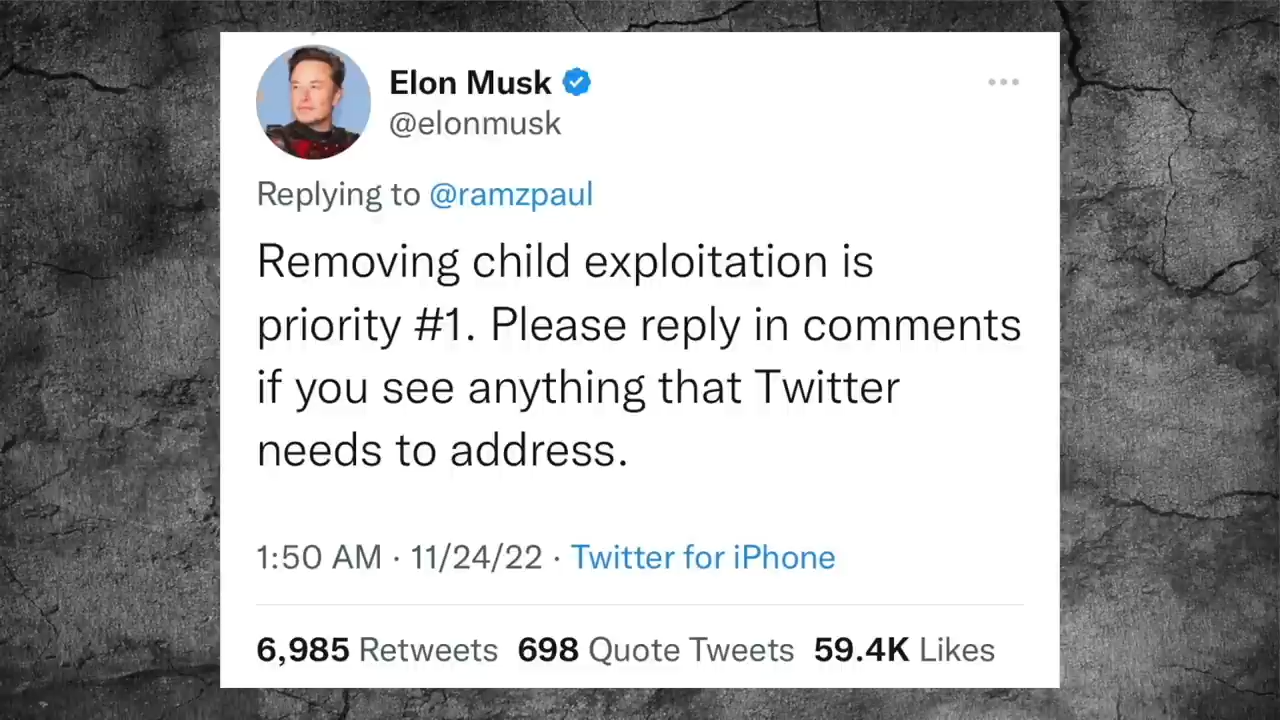 Elon Musk
@elonmusk
Replying to @ramzpaul
Removing child exploitation is
priority #1. Please reply in comments
if you see anything that Twitter
needs to address.
1:50 AM · 11/24/22 · Twitter for iPhone
6,985 Retweets 698 Quote Tweets 59.4K Likes